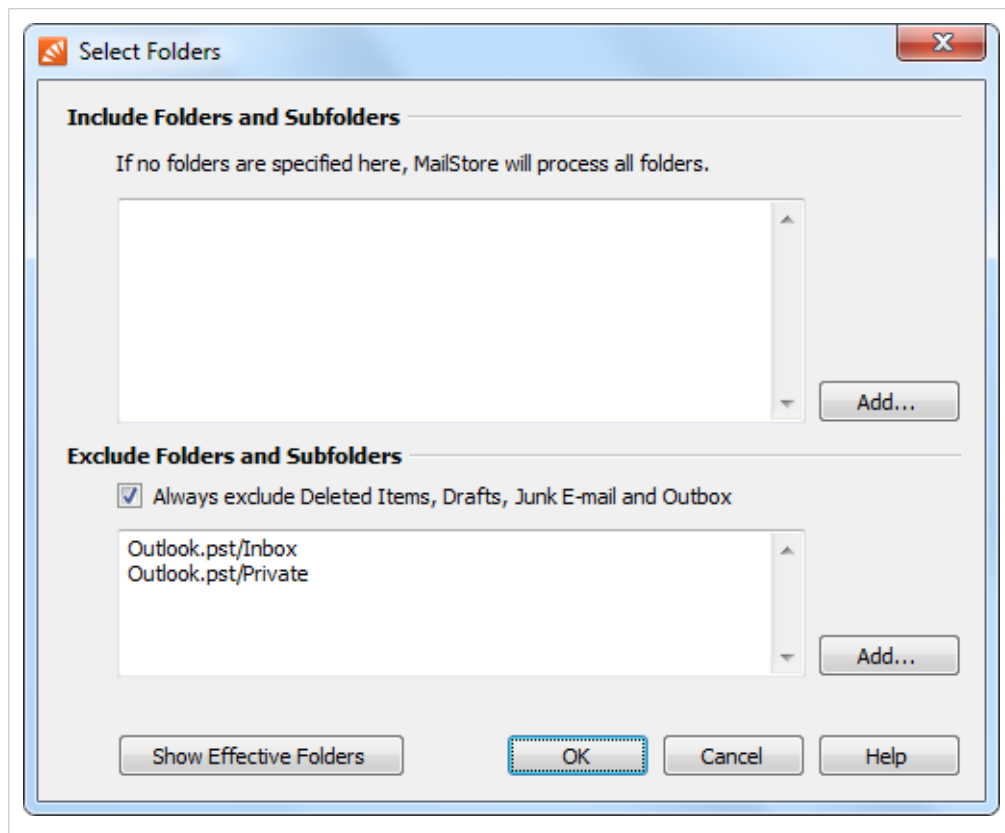 Select Folders
Include Folders and Subfolders
If no folders are specified here, MailStore will process all folders.
Add...
Exclude Folders and Subfolders
Always exclude Deleted Items, Drafts, Junk E-mail and Outbox
Outlook.pst/Inbox
Outlook.pst/Private
Add...
Show Effective Folders OK Cancel Help